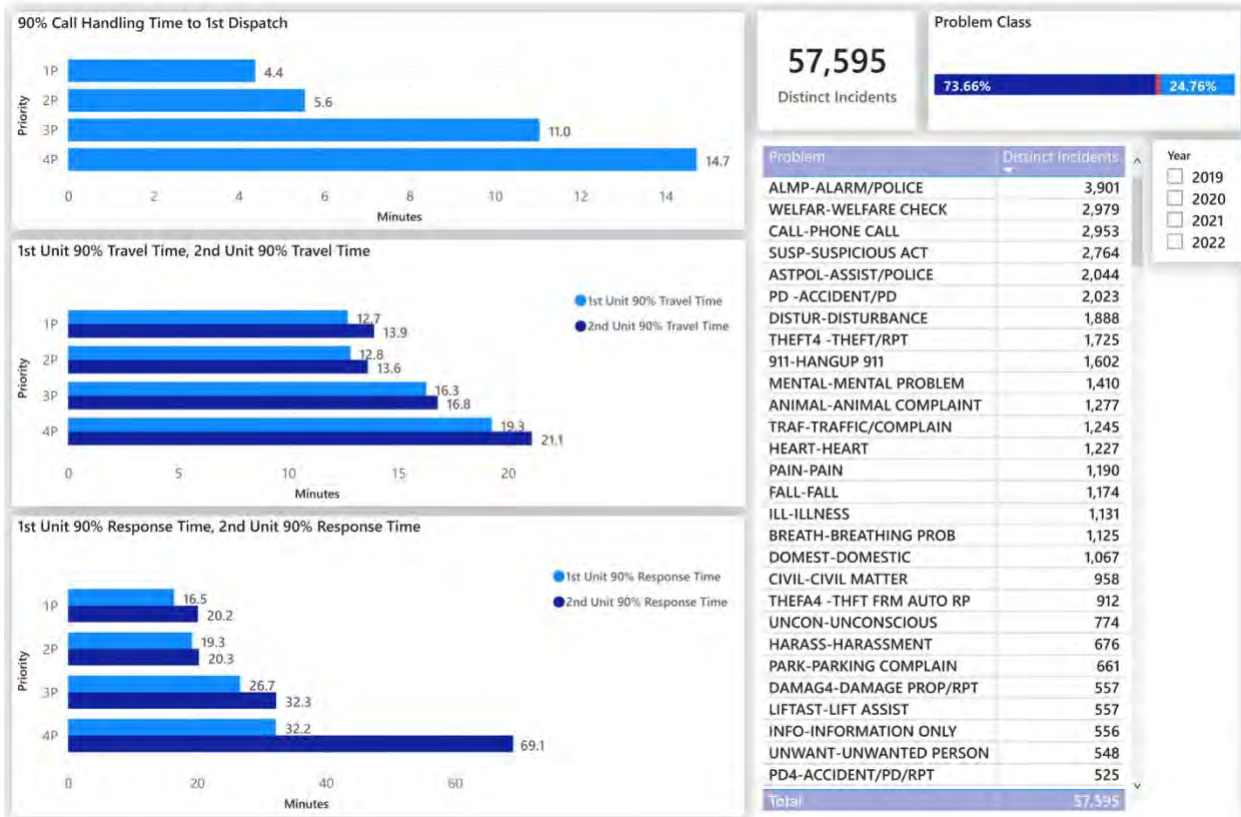 90% Call Handling Time to 1st Dispatch
Priority
1P 4.4
2P 5.6
3P 11.0
4P 14.7
0 2 4 6 8 10 12 14
Minutes
1st Unit 90% Travel Time, 2nd Unit 90% Travel Time
1st Unit 90% Travel Time
2nd Unit 90% Travel Time
Priority
1P 12.7
13.9
2P 12.8
13.6
3P 16.3
16.8
4P 19.3
21.1
0 5 10 15 20
Minutes
1st Unit 90% Response Time, 2nd Unit 90% Response Time
1st Unit 90% Response Time
2nd Unit 90% Response Time
Priority
1P 16.5
20.2
2P 19.3
20.3
3P 26.7
32.3
4P 32.2
69.1
0 20 40 60
Minutes
57,595
Distinct Incidents
Problem Class
73.66% 24.76%
Problem Distinct Incidents
ALMP-ALARM/POLICE 3,901
WELFAR-WELFARE CHECK 2,979
CALL-PHONE CALL 2,953
SUSP-SUSPICIOUS ACT 2,764
ASTPOL-ASSIST/POLICE 2,044
PD -ACCIDENT/PD 2,023
DISTUR-DISTURBANCE 1,888
THEFT4 -THEFT/RPT 1,725
911-HANGUP 911 1,602
MENTAL-MENTAL PROBLEM 1,410
ANIMAL-ANIMAL COMPLAINT 1,277
TRAF-TRAFFIC/COMPLAIN 1,245
HEART-HEART 1,227
PAIN-PAIN 1,190
FALL-FALL 1,174
ILL-ILLNESS 1,131
BREATH-BREATHING PROB 1,125
DOMEST-DOMESTIC 1,067
CIVIL-CIVIL MATTER 958
THEFA4 -THFT FRM AUTO RP 912
UNCON-UNCONSCIOUS 774
HARASS-HARASSMENT 676
PARK-PARKING COMPLAIN 661
DAMAG4-DAMAGE PROP/RPT 557
LIFTAST-LIFT ASSIST 557
INFO-INFORMATION ONLY 556
UNWANT-UNWANTED PERSON 548
PD4-ACCIDENT/PD/RPT 525
Total 57,595
Year
2019
2020
2021
2022